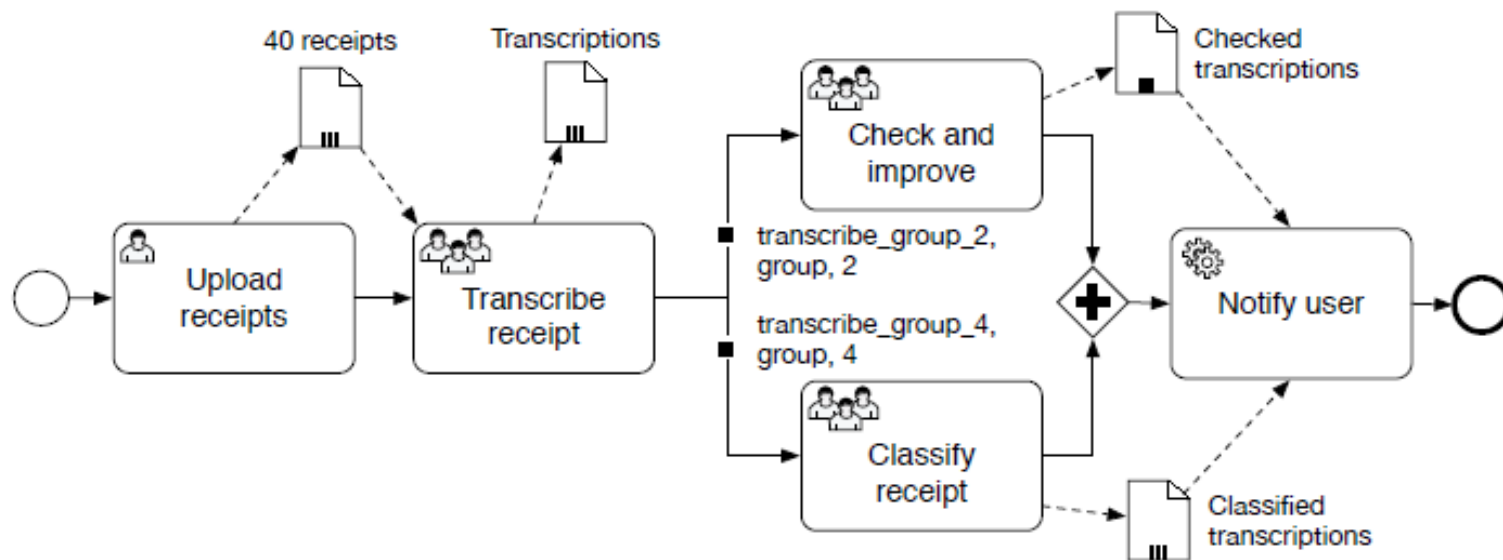 40 receipts
Transcriptions
Checked
transcriptions
Check and
improve
Upload
receipts
Transcribe
receipt
transcribe_group_2,
group, 2
transcribe_group_4,
group, 4
Notify user
Classify
receipt
Classified
transcriptions